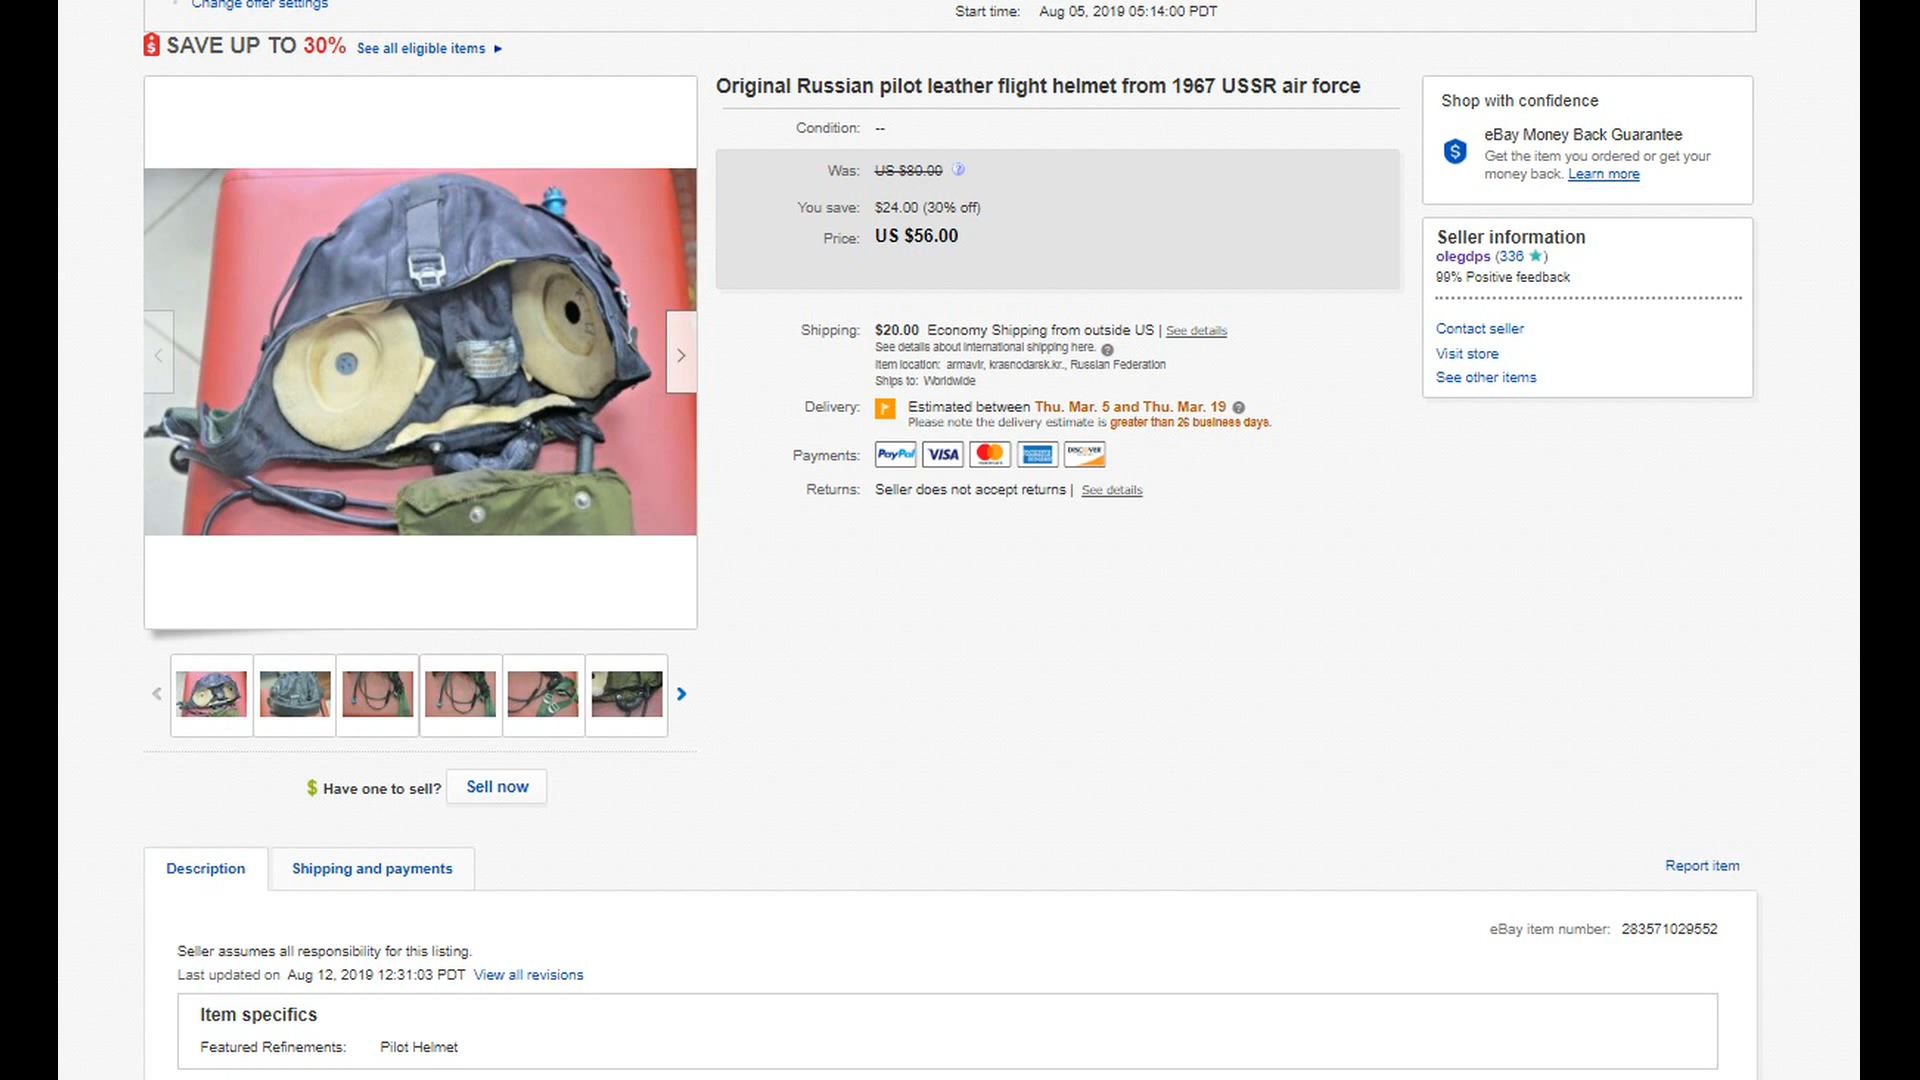 Change offer settings
Start time: Aug 05, 2019 05:14:00 PDT
SAVE UP TO 30% See all eligible items
Original Russian pilot leather flight helmet from 1967 USSR air force
Condition: --
Was: US $80.00
You save: $24.00 (30% off)
Price: US $56.00
Shipping: $20.00 Economy Shipping from outside US | See details
See details about international shipping here.
Item location: armavir, krasnodarsk.kr., Russian Federation
Ships to: Worldwide
Delivery: Estimated between Thu. Mar. 5 and Thu. Mar. 19
Please note the delivery estimate is greater than 26 business days.
Payments: PayPal VISA MasterCard AMERICAN EXPRESS DISCOVER
Returns: Seller does not accept returns | See details
Shop with confidence
eBay Money Back Guarantee
Get the item you ordered or get your
money back. Learn more
Seller information
olegdps (336)
99% Positive feedback
Contact seller
Visit store
See other items
Have one to sell? Sell now
Description
Shipping and payments
Report item
eBay item number: 283571029552
Seller assumes all responsibility for this listing.
Last updated on Aug 12, 2019 12:31:03 PDT View all revisions
Item specifics
Featured Refinements: Pilot Helmet